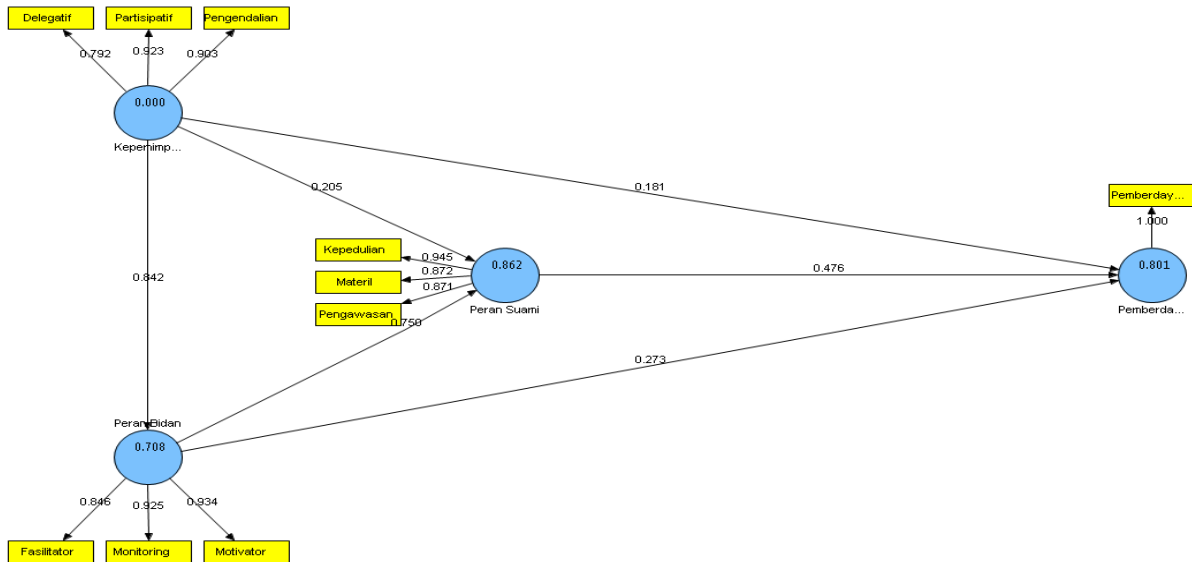 Delegatif
Partisipatif
Pengendalian
0.792
0.923
0.903
0.000
Kepemimp...
0.205
0.181
Pemberday...
1.000
Kepedulian
0.945
0.862
0.476
0.801
0.842
Materil
0.872
Pengawasan
0.871
Peran Suami
Pemberda...
0.750
0.273
Peran Bidan
0.708
0.846
0.925
0.934
Fasilitator
Monitoring
Motivator